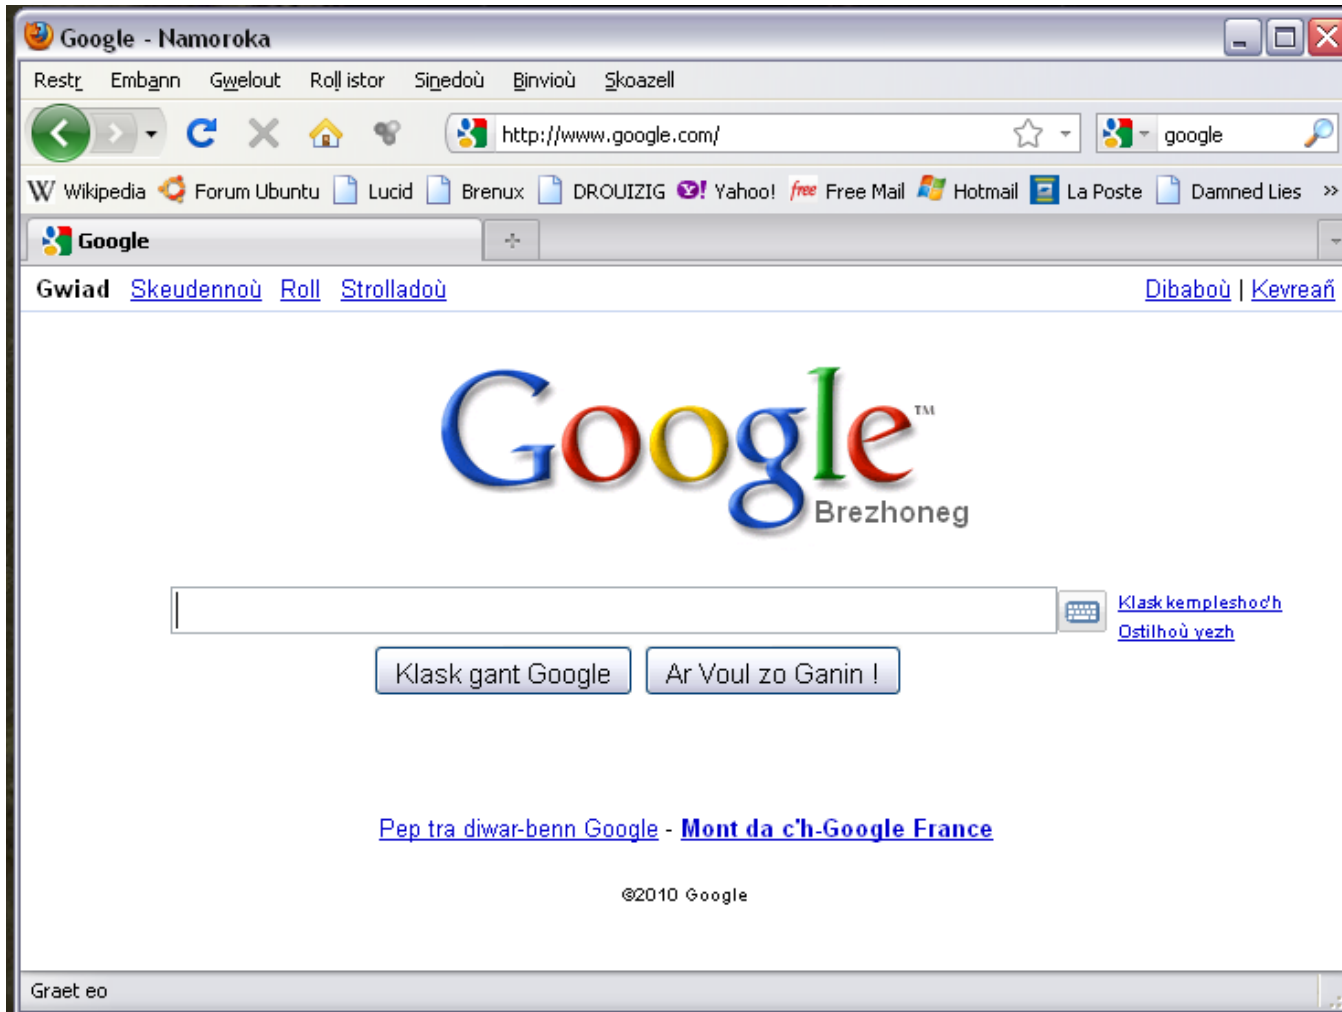 Google - Namoroka
Restr Embann Gwelout Roll istor Sinedoù Binvioù Skoazell
http://www.google.com/ google
W Wikipedia Forum Ubuntu Lucid Brenux DROUIZIG Y! Yahoo! free Free Mail Hotmail La Poste Damned Lies »
Google
Gwiad Skeudennoù Roll Strolladoù Dibaboù | Kevreañ
Google™
Brezhoneg
Klask kempleshoc'h
Ostilhoù yezh
Klask gant Google Ar Voul zo Ganin !
Pep tra diwar-benn Google - Mont da c'h-Google France
©2010 Google
Graet eo